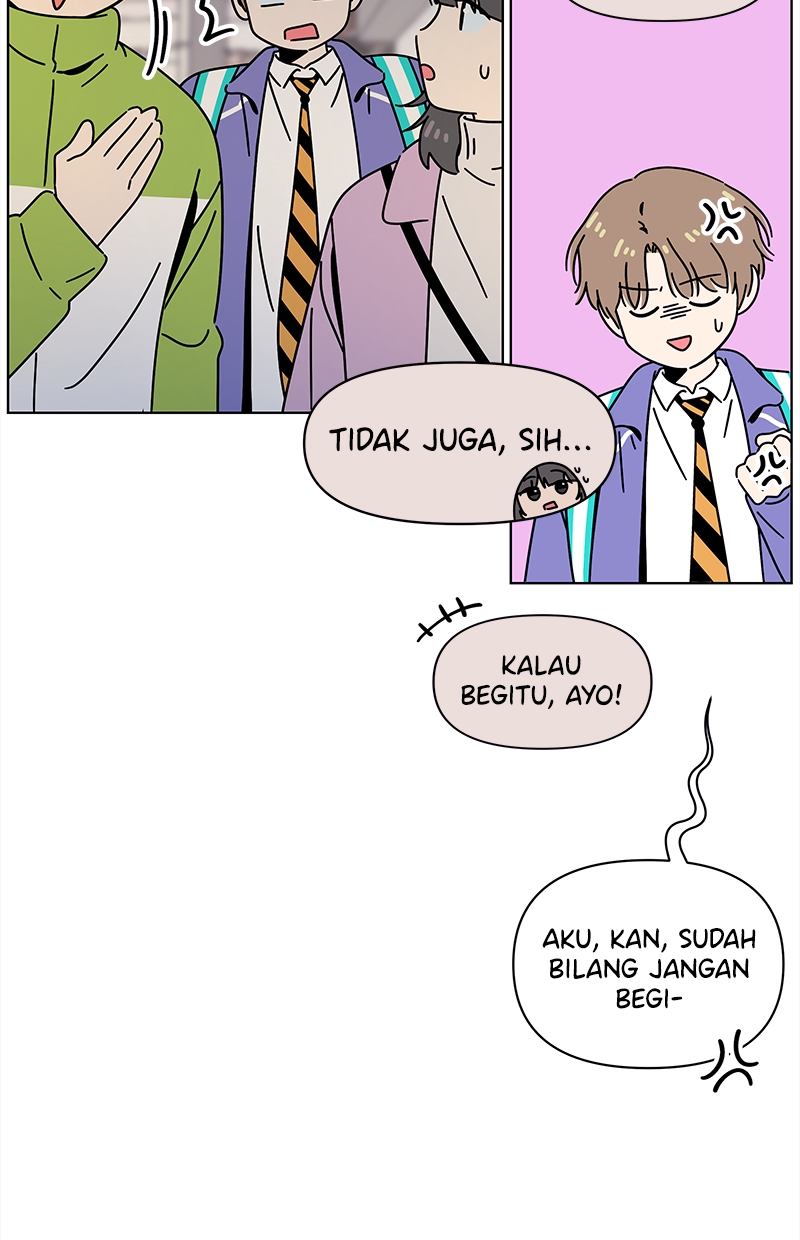 TIDAK JUGA, SIH...
KALAU
BEGITU, AYO!
AKU, KAN, SUDAH
BILANG JANGAN
BEGI-